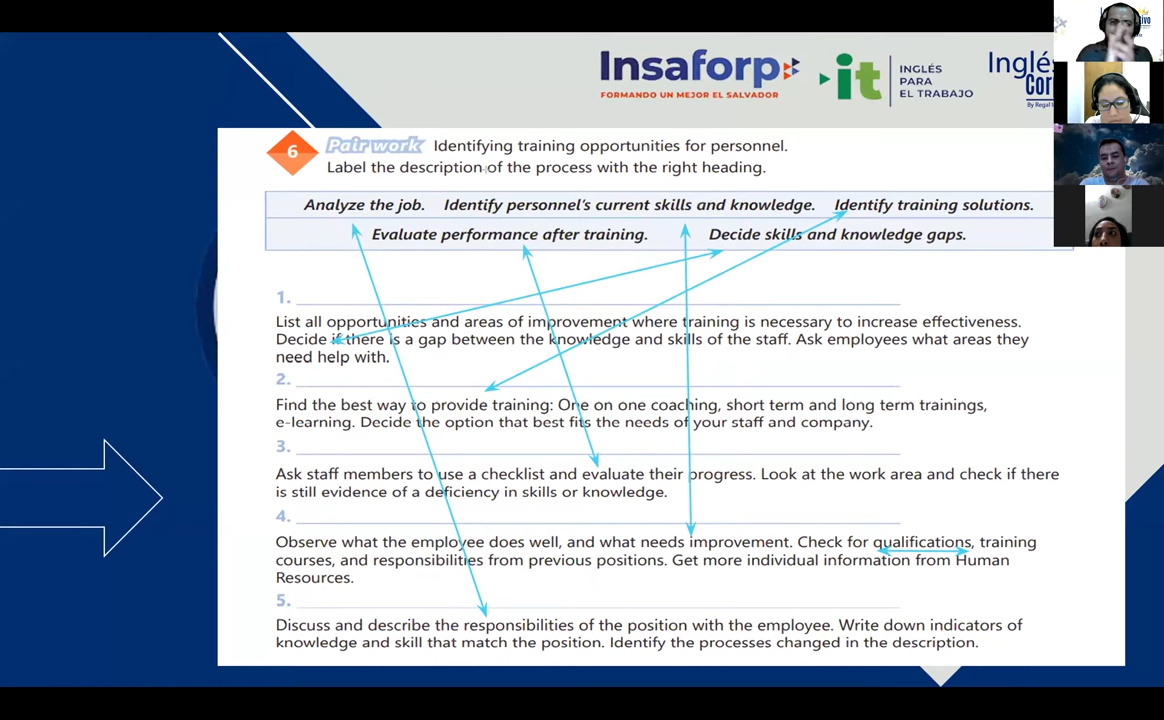 Insaforp
FORMANDO UN MEJOR EL SALVADOR
it
INGLÉS
PARA
EL TRABAJO
Inglés
Cor
By Regal
6
Pair work Identifying training opportunities for personnel.
Label the description of the process with the right heading.
Analyze the job. Identify personnel's current skills and knowledge. Identify training solutions.
Evaluate performance after training. Decide skills and knowledge gaps.
1.
List all opportunities and areas of improvement where training is necessary to increase effectiveness.
Decide if there is a gap between the knowledge and skills of the staff. Ask employees what areas they
need help with.
2.
Find the best way to provide training: One on one coaching, short term and long term trainings,
e-learning. Decide the option that best fits the needs of your staff and company.
3.
Ask staff members to use a checklist and evaluate their progress. Look at the work area and check if there
is still evidence of a deficiency in skills or knowledge.
4.
Observe what the employee does well, and what needs improvement. Check for qualifications, training
courses, and responsibilities from previous positions. Get more individual information from Human
Resources.
5.
Discuss and describe the responsibilities of the position with the employee. Write down indicators of
knowledge and skill that match the position. Identify the processes changed in the description.